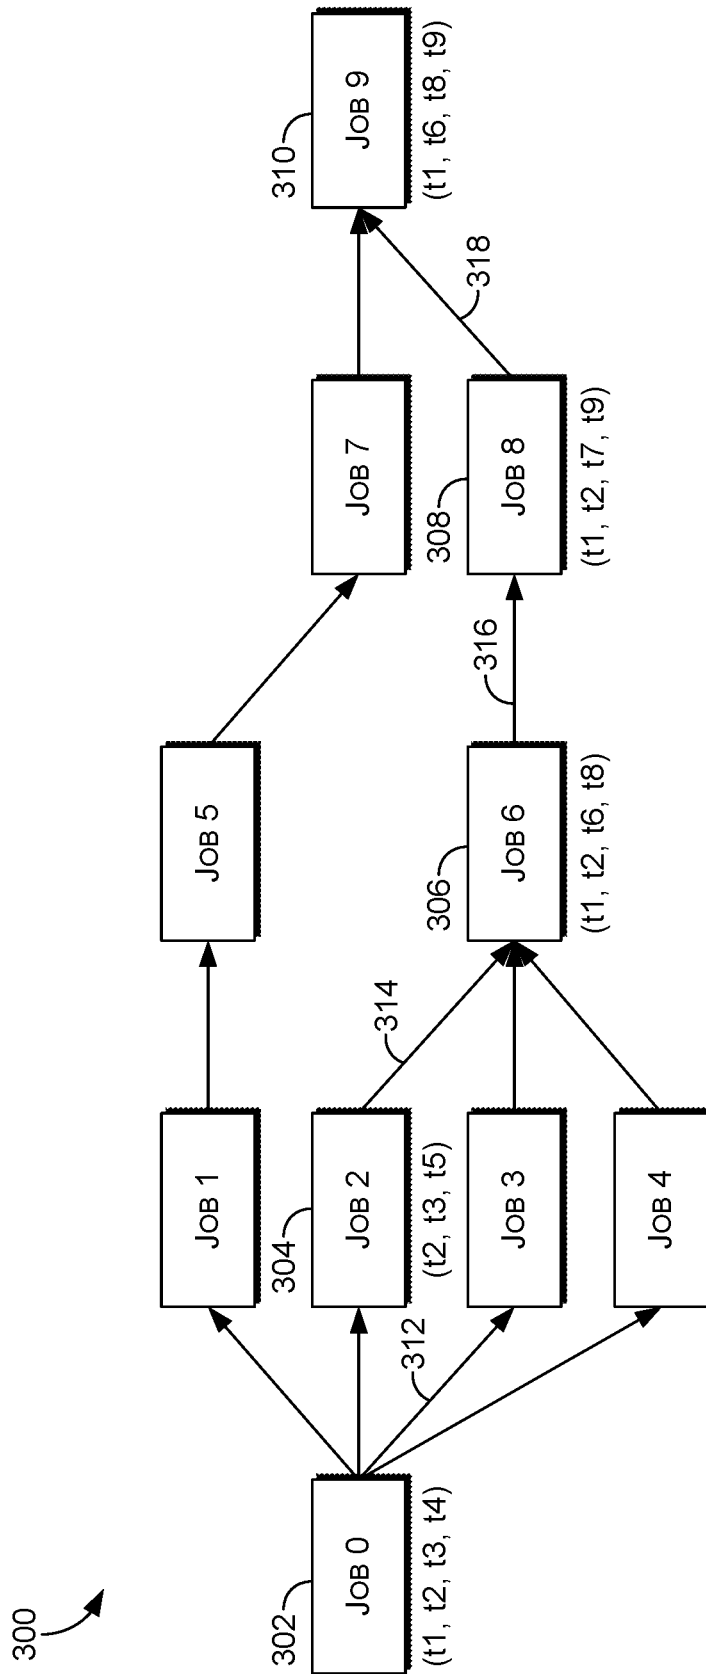 300
302
JOB 0
(t1, t2, t3, t4)
312
JOB 1
304
JOB 2
(t2, t3, t5)
JOB 3
JOB 4
314
JOB 5
306
JOB 6
(t1, t2, t6, t8)
316
JOB 7
308
JOB 8
(t1, t2, t7, t9)
318
310
JOB 9
(t1, t6, t8, t9)